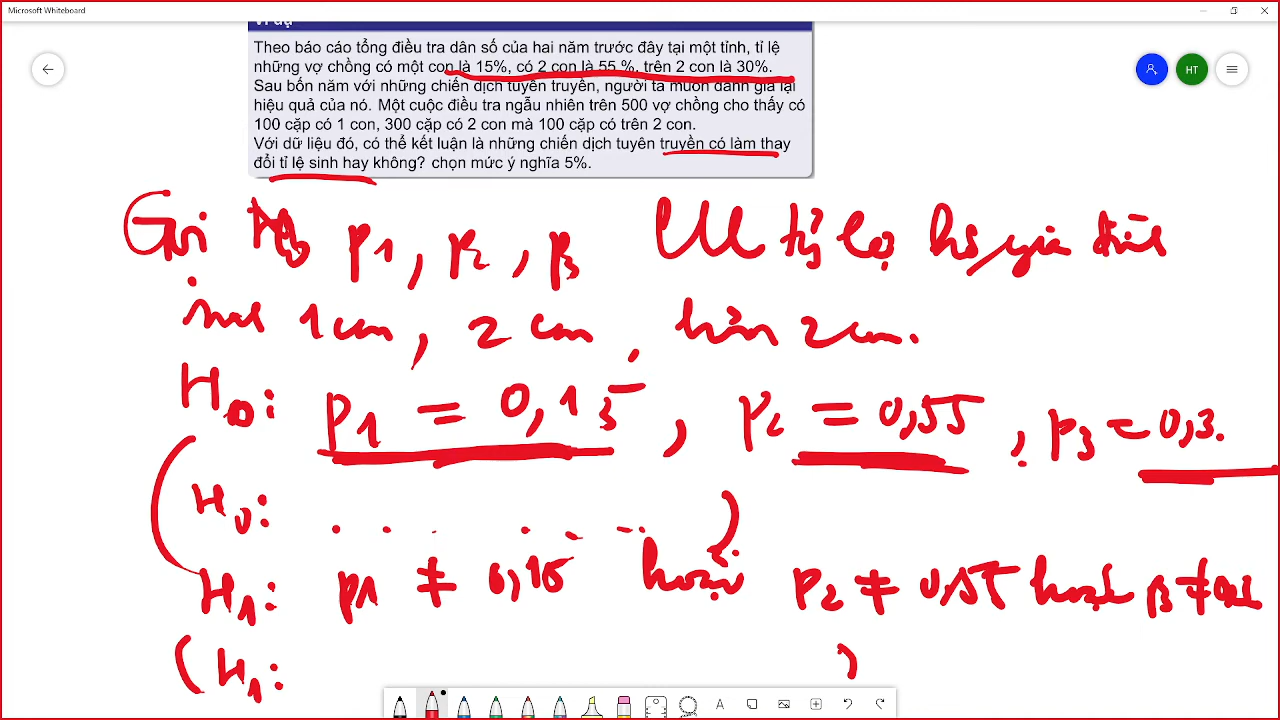 Microsoft Whiteboard
HT
Theo báo cáo tổng điều tra dân số của hai năm trước đây tại một tỉnh, tỉ lệ
những vợ chồng có một con là 15%, có 2 con là 55 %, trên 2 con là 30%.
Sau bốn năm với những chiến dịch tuyên truyền, người ta muốn đánh giá lại
hiệu quả của nó. Một cuộc điều tra ngẫu nhiên trên 500 vợ chồng cho thấy có
100 cặp có 1 con, 300 cặp có 2 con mà 100 cặp có trên 2 con.
Với dữ liệu đó, có thể kết luận là những chiến dịch tuyên truyền có làm thay
đổi tỉ lệ sinh hay không? chọn mức ý nghĩa 5%.
Gọi p1, p2, p3 tỷ lệ hộ gia đình
1 con, 2 con, hơn 2 con.
H0: p1 = 0,15, p2 = 0,55, p3 = 0,3.
(H0: . . . . . . )
H1: p1 ≠ 0,15 hoặc p2 ≠ 0,55 hoặc p3 ≠
(H1: )
A